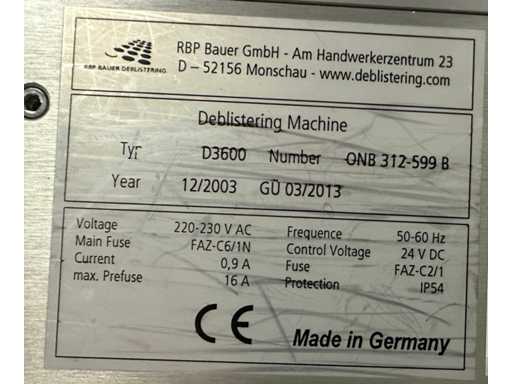 RBP BAUER DEBLISTERING
RBP Bauer GmbH - Am Handwerkerzentrum 23
D – 52156 Monschau - www.deblistering.com
Deblistering Machine
Typ D3600 Number ONB 312-599 B
Year 12/2003 GÜ 03/2013
Voltage 220-230 V AC Frequence 50-60 Hz
Main Fuse FAZ-C6/1N Control Voltage 24 V DC
Current 0,9 A Fuse FAZ-C2/1
max. Prefuse 16 A Protection IP54
CE Made in Germany